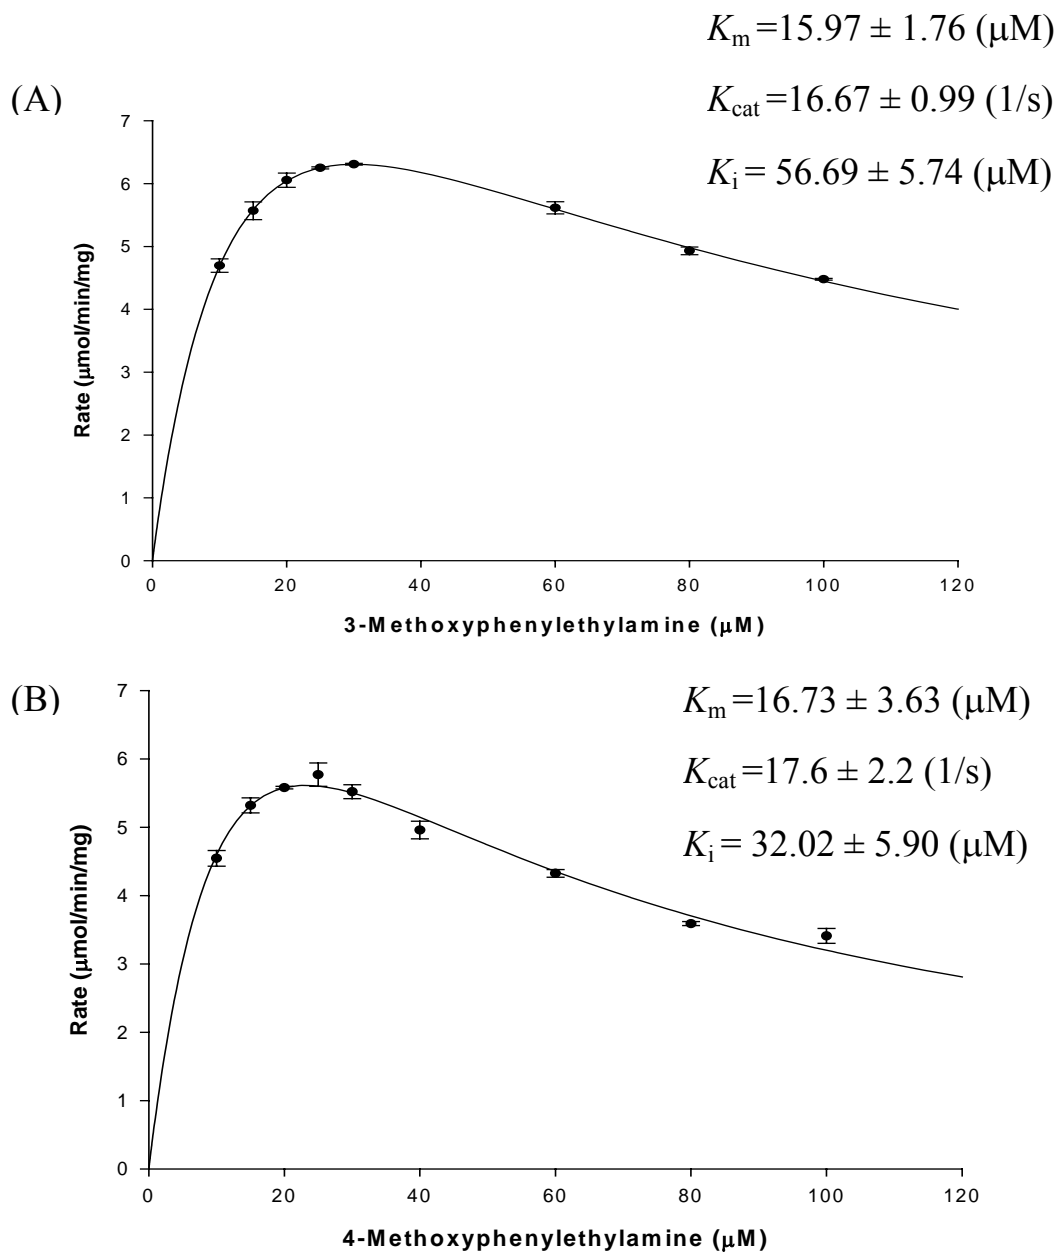 Km =15.97 ± 1.76 (μM)
(A)
Kcat =16.67 ± 0.99 (1/s)
Ki = 56.69 ± 5.74 (μM)
7
6
5
4
3
2
1
0
Rate (μmol/min/mg)
0 20 40 60 80 100 120
3-Methoxyphenylethylamine (μM)
(B)
Km =16.73 ± 3.63 (μM)
Kcat =17.6 ± 2.2 (1/s)
Ki = 32.02 ± 5.90 (μM)
7
6
5
4
3
2
1
0
Rate (μmol/min/mg)
0 20 40 60 80 100 120
4-Methoxyphenylethylamine (μM)